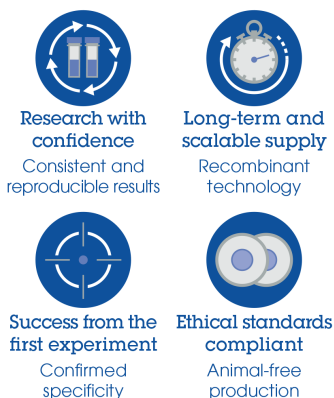 Research with
confidence
Consistent and
reproducible results
Long-term and
scalable supply
Recombinant
technology
Success from the
first experiment
Confirmed
specificity
Ethical standards
compliant
Animal-free
production